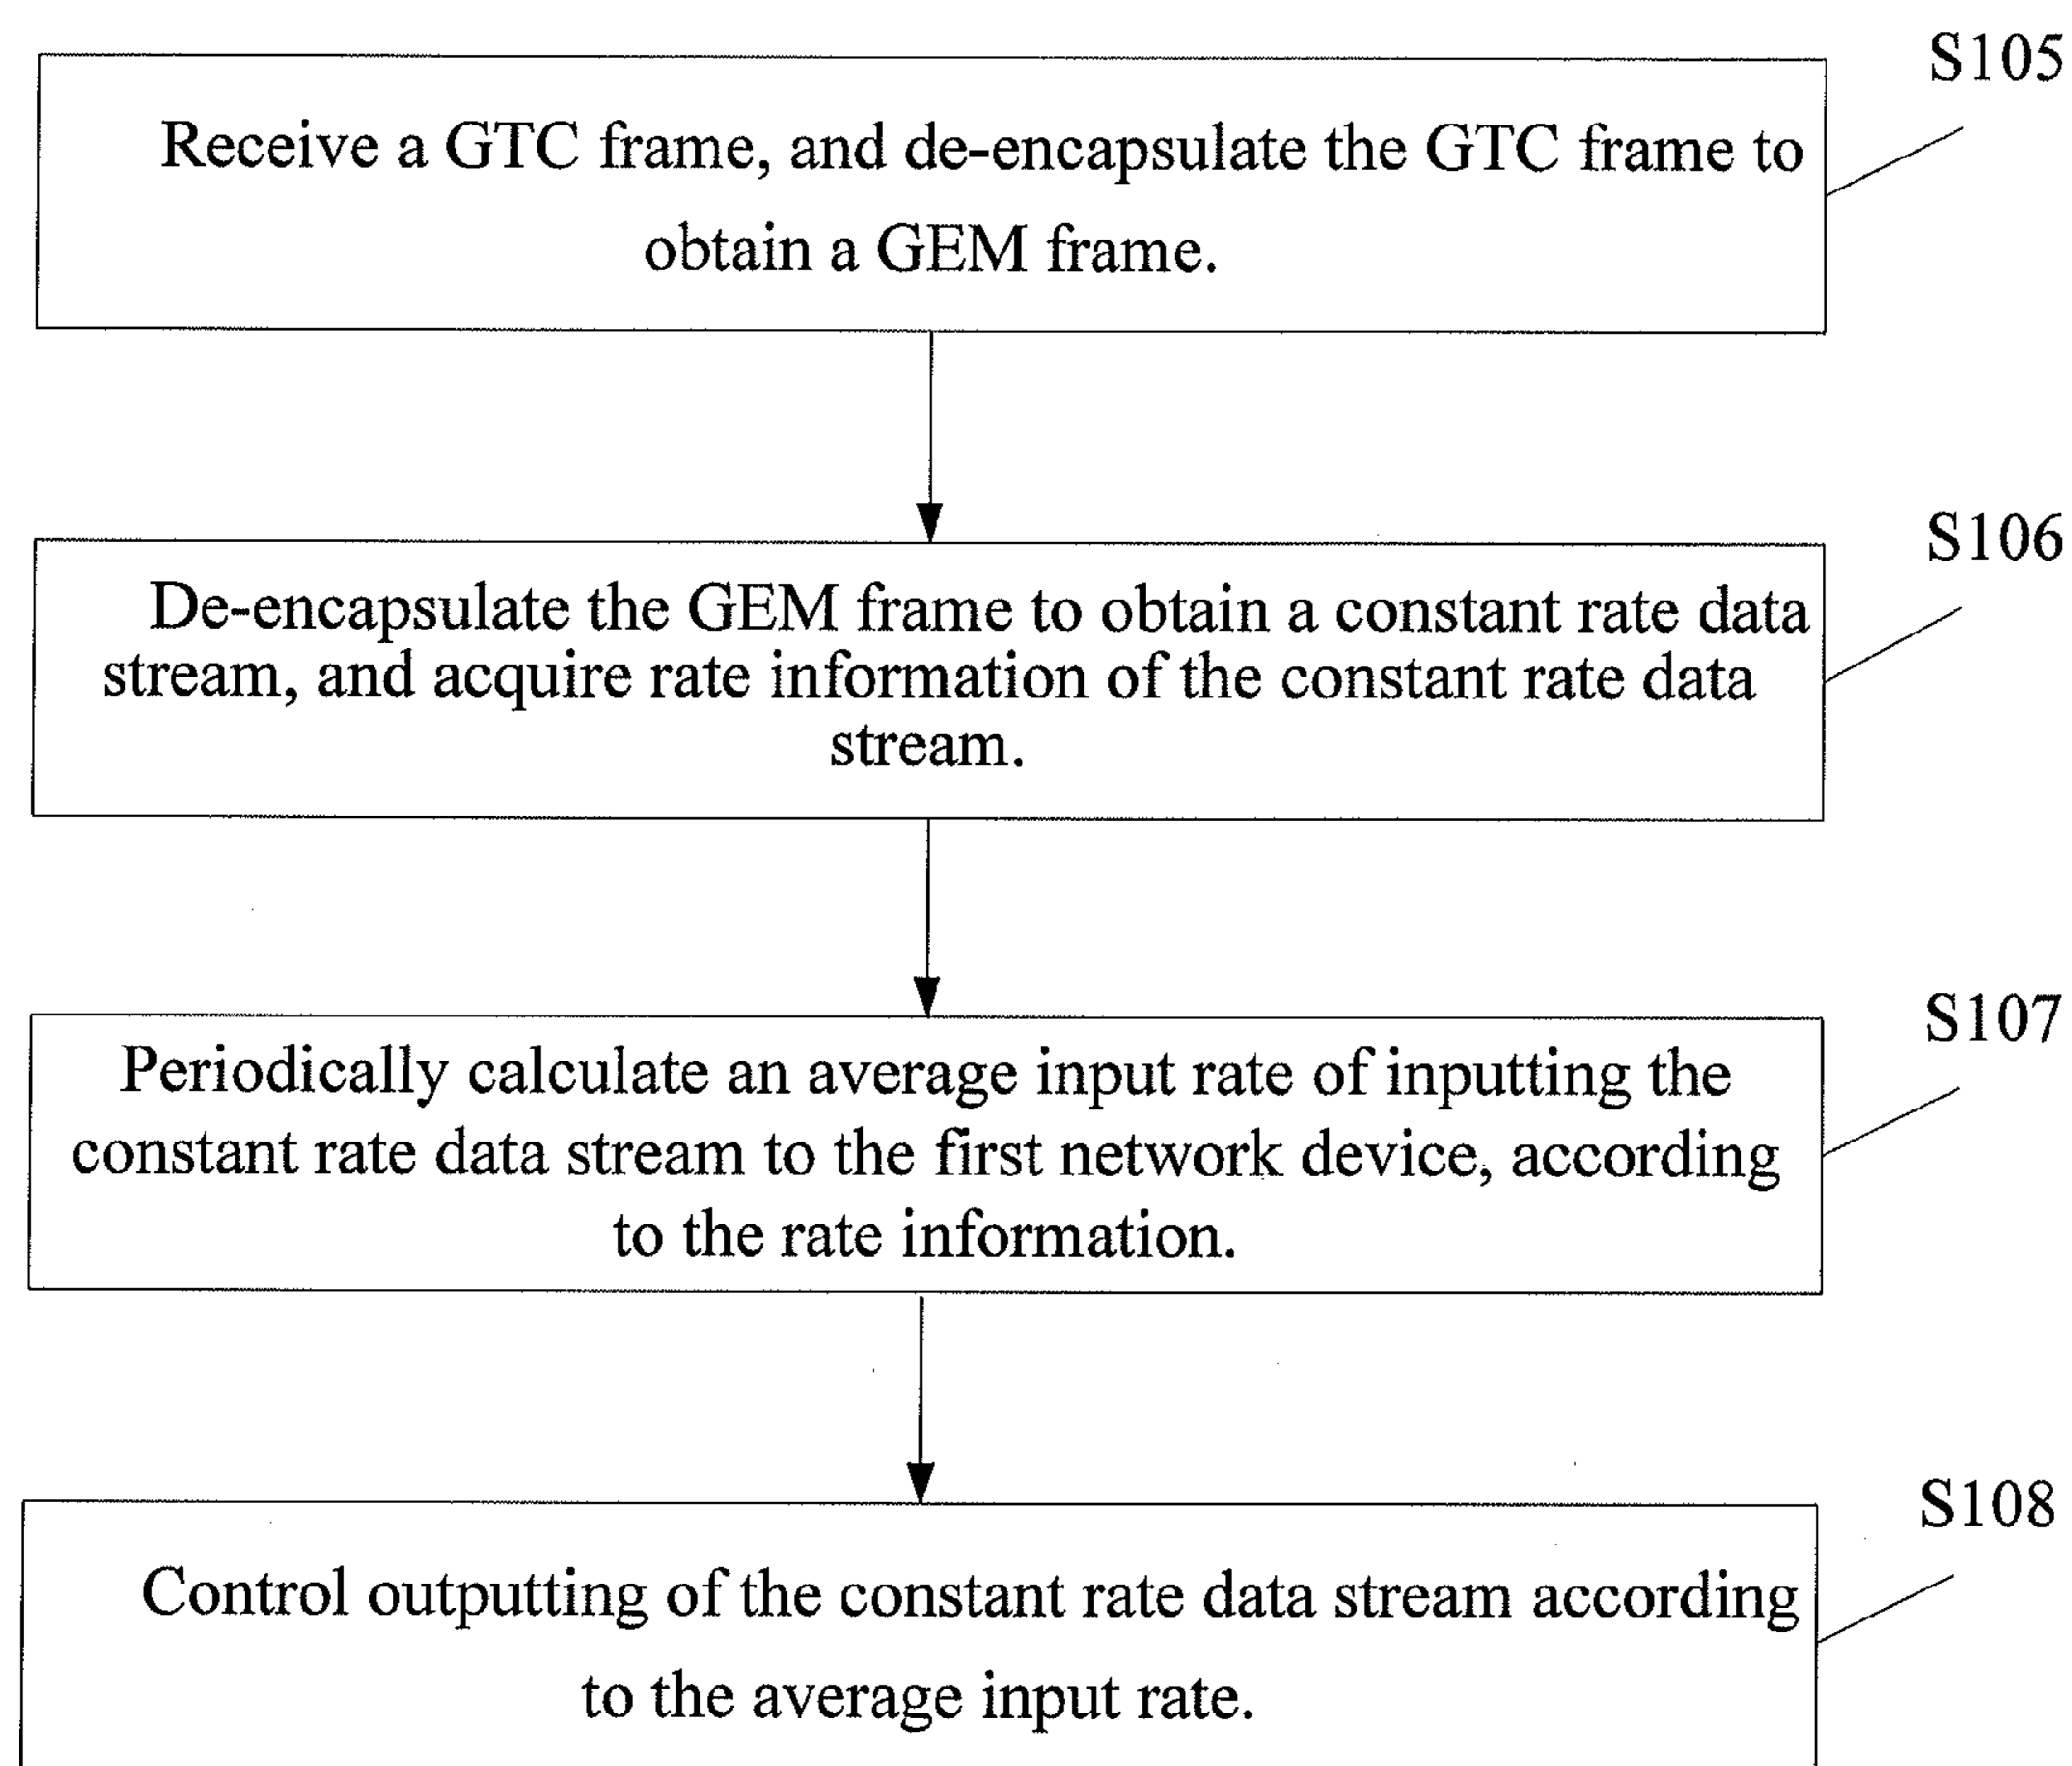 S105
Receive a GTC frame, and de-encapsulate the GTC frame to
obtain a GEM frame.
S106
De-encapsulate the GEM frame to obtain a constant rate data
stream, and acquire rate information of the constant rate data
stream.
S107
Periodically calculate an average input rate of inputting the
constant rate data stream to the first network device, according
to the rate information.
S108
Control outputting of the constant rate data stream according
to the average input rate.